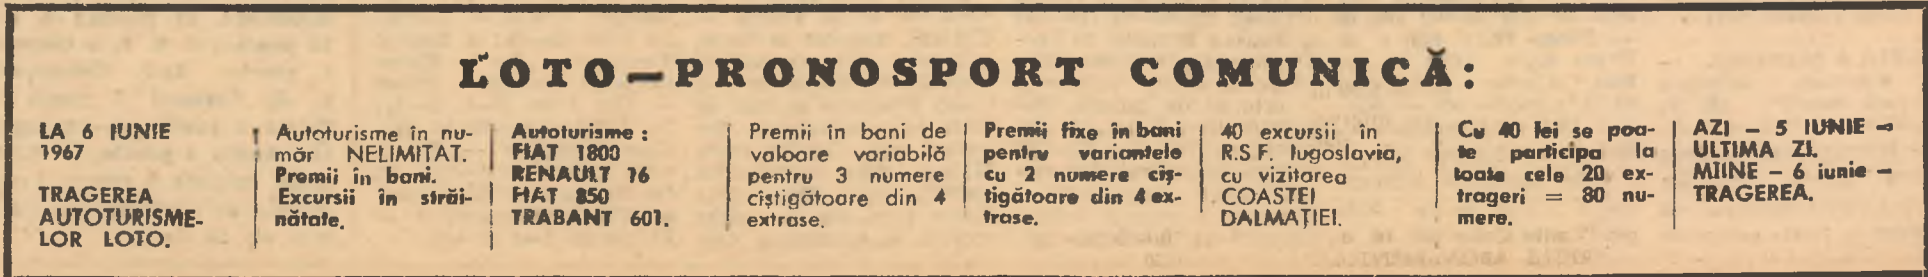 LOTO—PRONOSPORT COMUNICĂ:
LA 6 IUNIE
1967
TRAGEREA
AUTOTURISME-
LOR LOTO.
Autoturisme în nu-
măr NELIMITAT.
Premii în bani.
Excursii în străi-
nătate.
Autoturisme :
FIAT 1800
RENAULT 16
FIAT 850
TRABANT 601.
Premii în bani de
valoare variabilă
pentru 3 numere
cîștigătoare din 4
extrase.
Premii fixe în bani
pentru variantele
cu 2 numere cîș-
tigătoare din 4 ex-
trase.
40 excursii în
R.S.F. Iugoslavia,
cu vizitarea
COASTEI
DALMAȚIEI.
Cu 40 lei se poa-
te participa la
toate cele 20 ex-
trageri = 80 nu-
mere.
AZI – 5 IUNIE –
ULTIMA ZI.
MIINE – 6 iunie –
TRAGEREA.